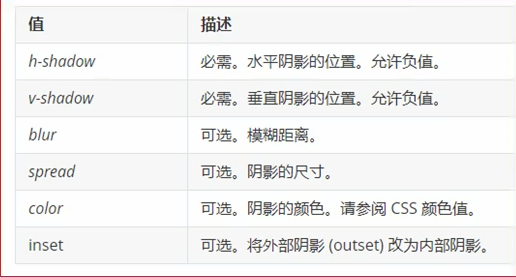 值 描述
h-shadow 必需。水平阴影的位置。允许负值。
v-shadow 必需。垂直阴影的位置。允许负值。
blur 可选。模糊距离。
spread 可选。阴影的尺寸。
color 可选。阴影的颜色。请参阅 CSS 颜色值。
inset 可选。将外部阴影 (outset) 改为内部阴影。